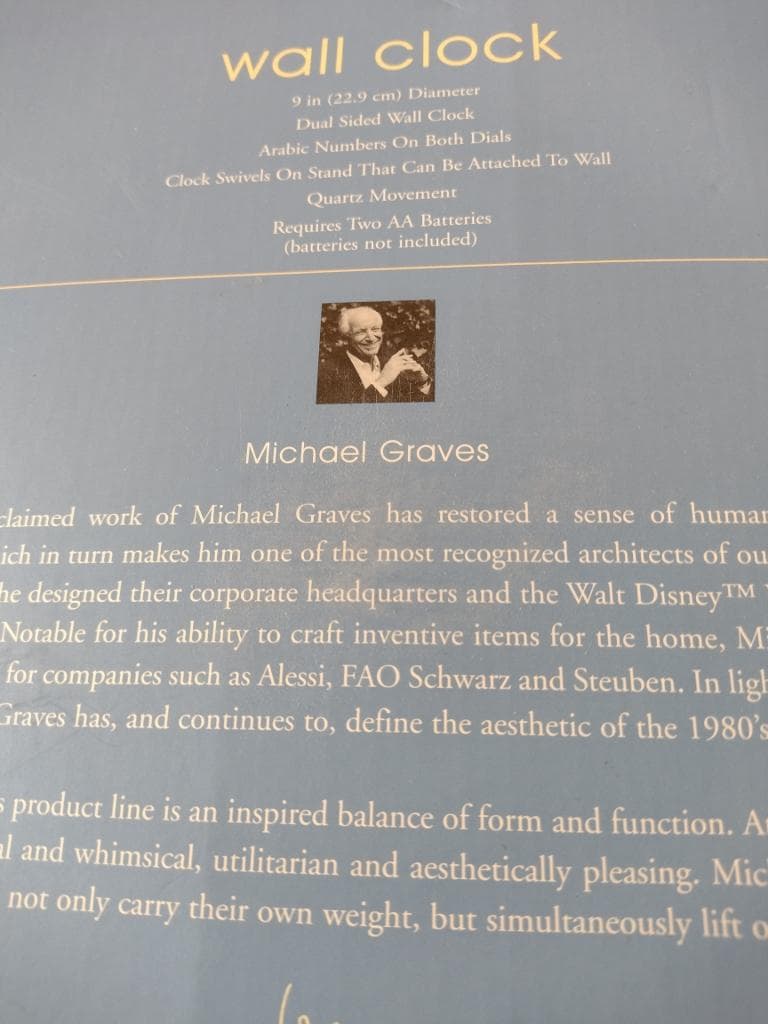 wall clock
9 in (22.9 cm) Diameter
Dual Sided Wall Clock
Arabic Numbers On Both Dials
Clock Swivels On Stand That Can Be Attached To Wall
Quartz Movement
Requires Two AA Batteries
(batteries not included)
Michael Graves
claimed work of Michael Graves has restored a sense of human
ich in turn makes him one of the most recognized architects of ou
he designed their corporate headquarters and the Walt Disney™
Notable for his ability to craft inventive items for the home, Mi
for companies such as Alessi, FAO Schwarz and Steuben. In ligh
Graves has, and continues to, define the aesthetic of the 1980's
s product line is an inspired balance of form and function. At
al and whimsical, utilitarian and aesthetically pleasing. Mic
not only carry their own weight, but simultaneously lift o